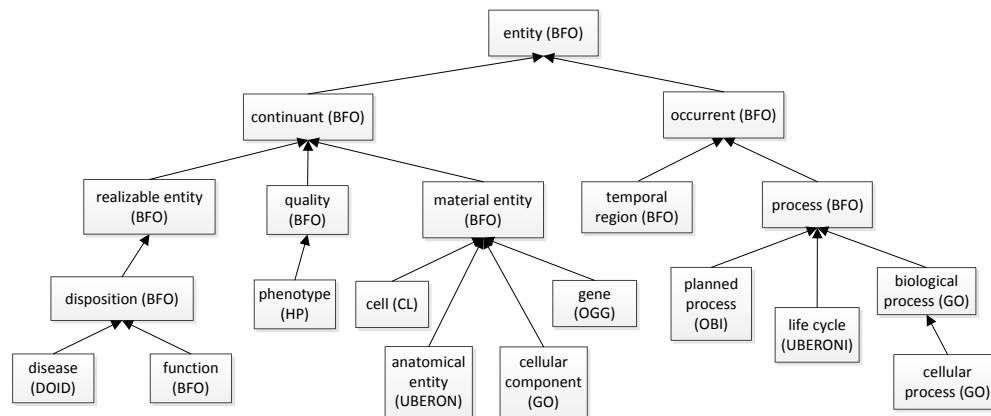 entity (BFO)
continuant (BFO)
occurrent (BFO)
realizable entity
(BFO)
quality
(BFO)
material entity
(BFO)
temporal
region (BFO)
process (BFO)
disposition (BFO)
phenotype
(HP)
cell (CL)
gene
(OGG)
planned
process
(OBI)
life cycle
(UBERONI)
biological
process (GO)
disease
(DOID)
function
(BFO)
anatomical
entity
(UBERON)
cellular
component
(GO)
cellular
process (GO)